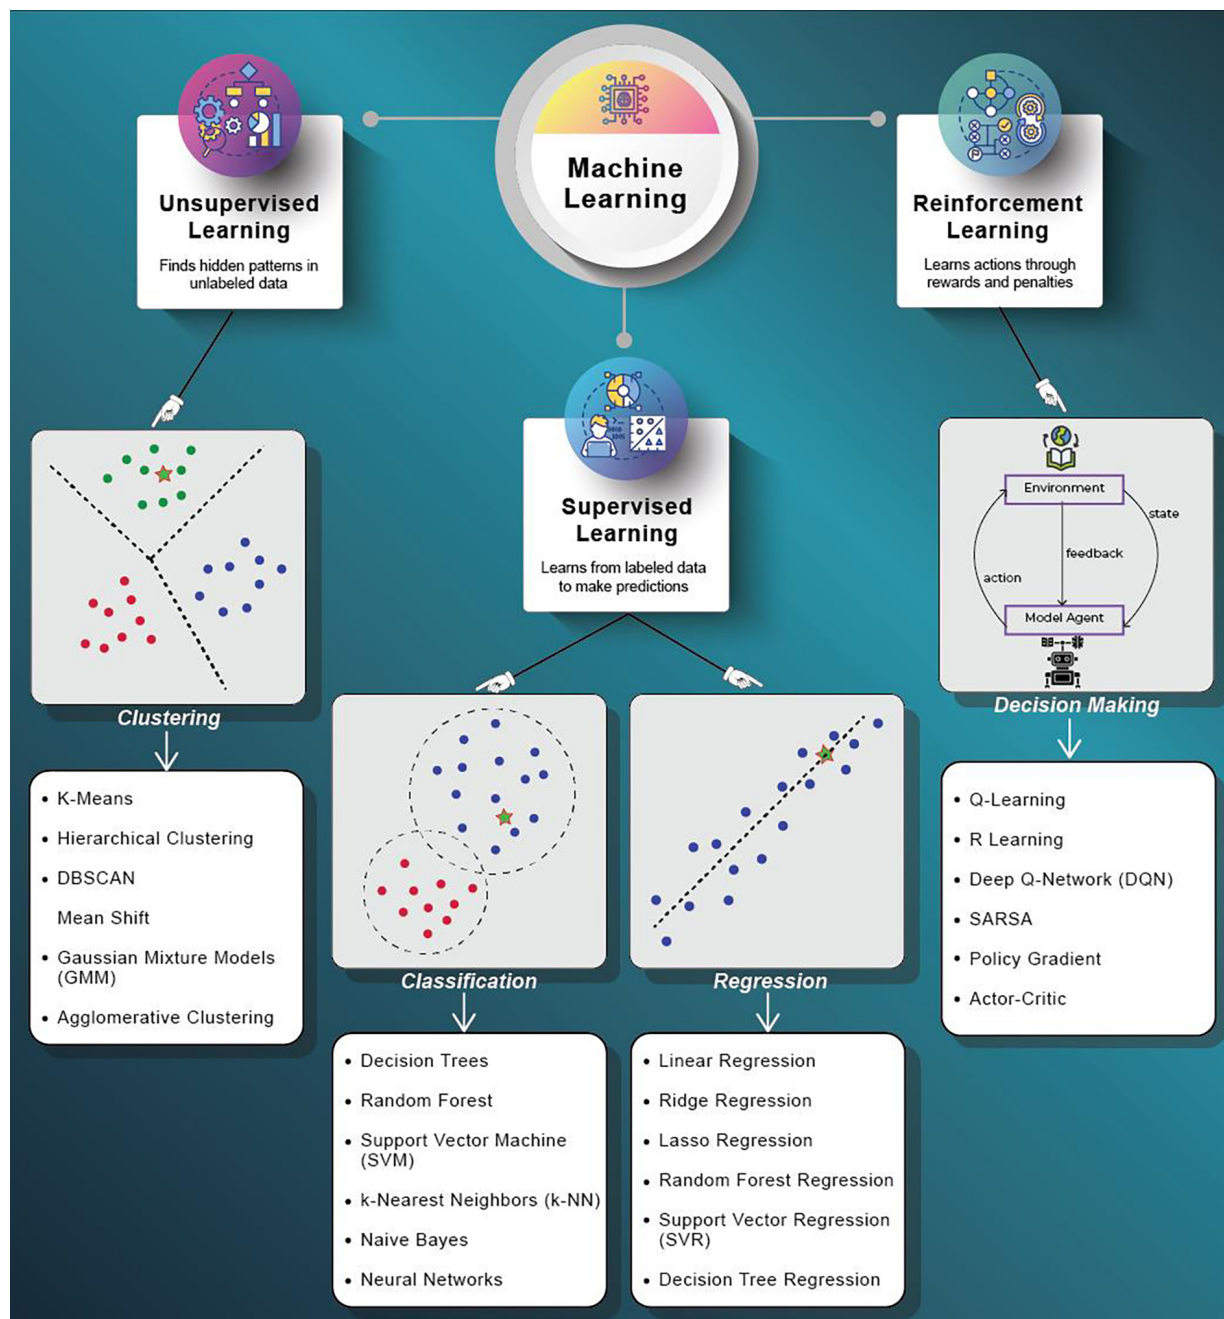 Machine
Learning
Unsupervised
Learning
Finds hidden patterns in
unlabeled data
Reinforcement
Learning
Learns actions through
rewards and penalties
Supervised
Learning
Learns from labeled data
to make predictions
Environment
state
feedback
action
Model Agent
Clustering
• K-Means
• Hierarchical Clustering
• DBSCAN
Mean Shift
• Gaussian Mixture Models
(GMM)
• Agglomerative Clustering
Classification
• Decision Trees
• Random Forest
• Support Vector Machine
(SVM)
• k-Nearest Neighbors (k-NN)
• Naive Bayes
• Neural Networks
Regression
• Linear Regression
• Ridge Regression
• Lasso Regression
• Random Forest Regression
• Support Vector Regression
(SVR)
• Decision Tree Regression
Decision Making
• Q-Learning
• R Learning
• Deep Q-Network (DQN)
• SARSA
• Policy Gradient
• Actor-Critic